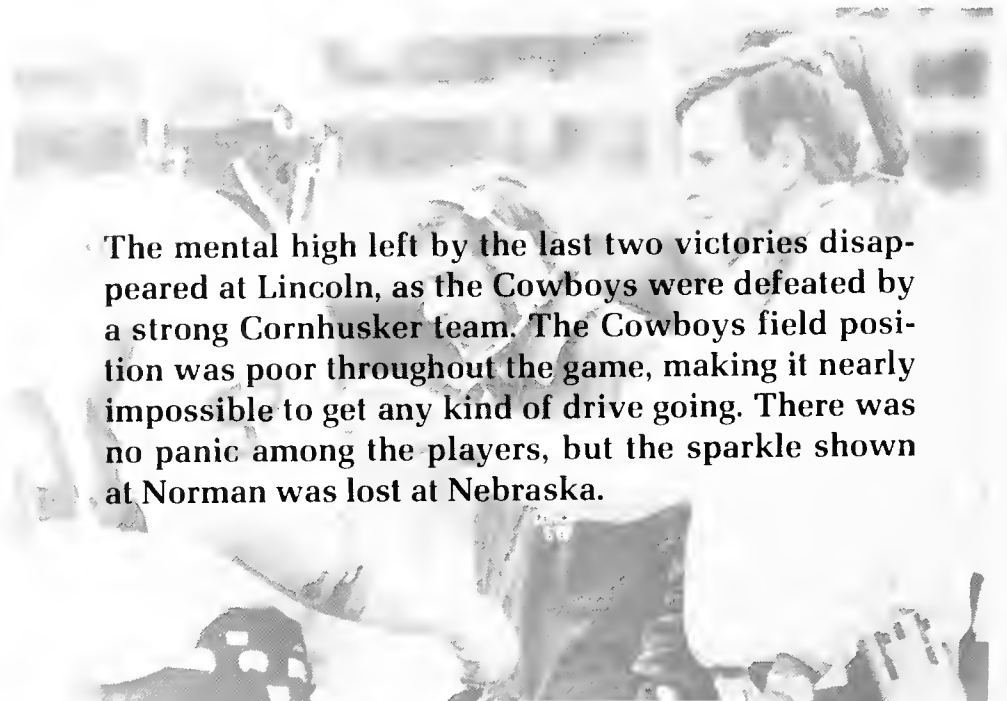 The mental high left by the last two victories disap-
peared at Lincoln, as the Cowboys were defeated by
a strong Cornhusker team. The Cowboys field posi-
tion was poor throughout the game, making it nearly
impossible to get any kind of drive going. There was
no panic among the players, but the sparkle shown
at Norman was lost at Nebraska.